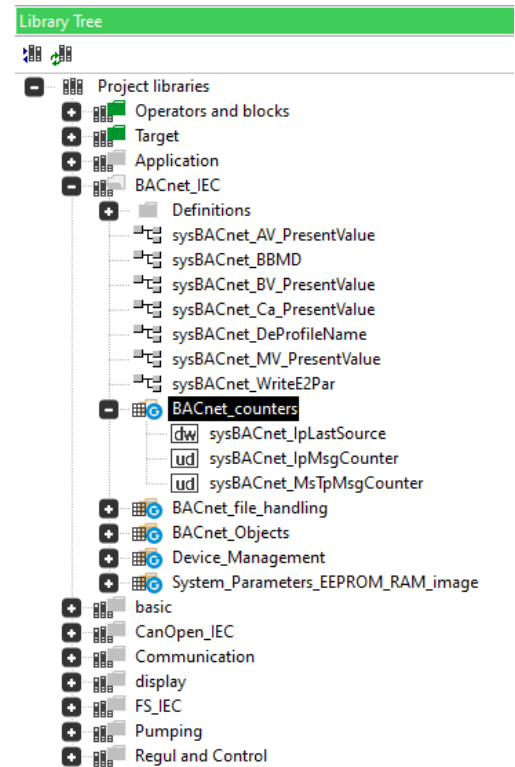 Library Tree
Project libraries
Operators and blocks
Target
Application
BACnet_IEC
Definitions
sysBACnet_AV_PresentValue
sysBACnet_BBMD
sysBACnet_BV_PresentValue
sysBACnet_Ca_PresentValue
sysBACnet_DeProfileName
sysBACnet_MV_PresentValue
sysBACnet_WriteE2Par
BACnet_counters
dw sysBACnet_IpLastSource
ud sysBACnet_IpMsgCounter
ud sysBACnet_MsTpMsgCounter
BACnet_file_handling
BACnet_Objects
Device_Management
System_Parameters_EEPROM_RAM_image
basic
CanOpen_IEC
Communication
display
FS_IEC
Pumping
Regul and Control